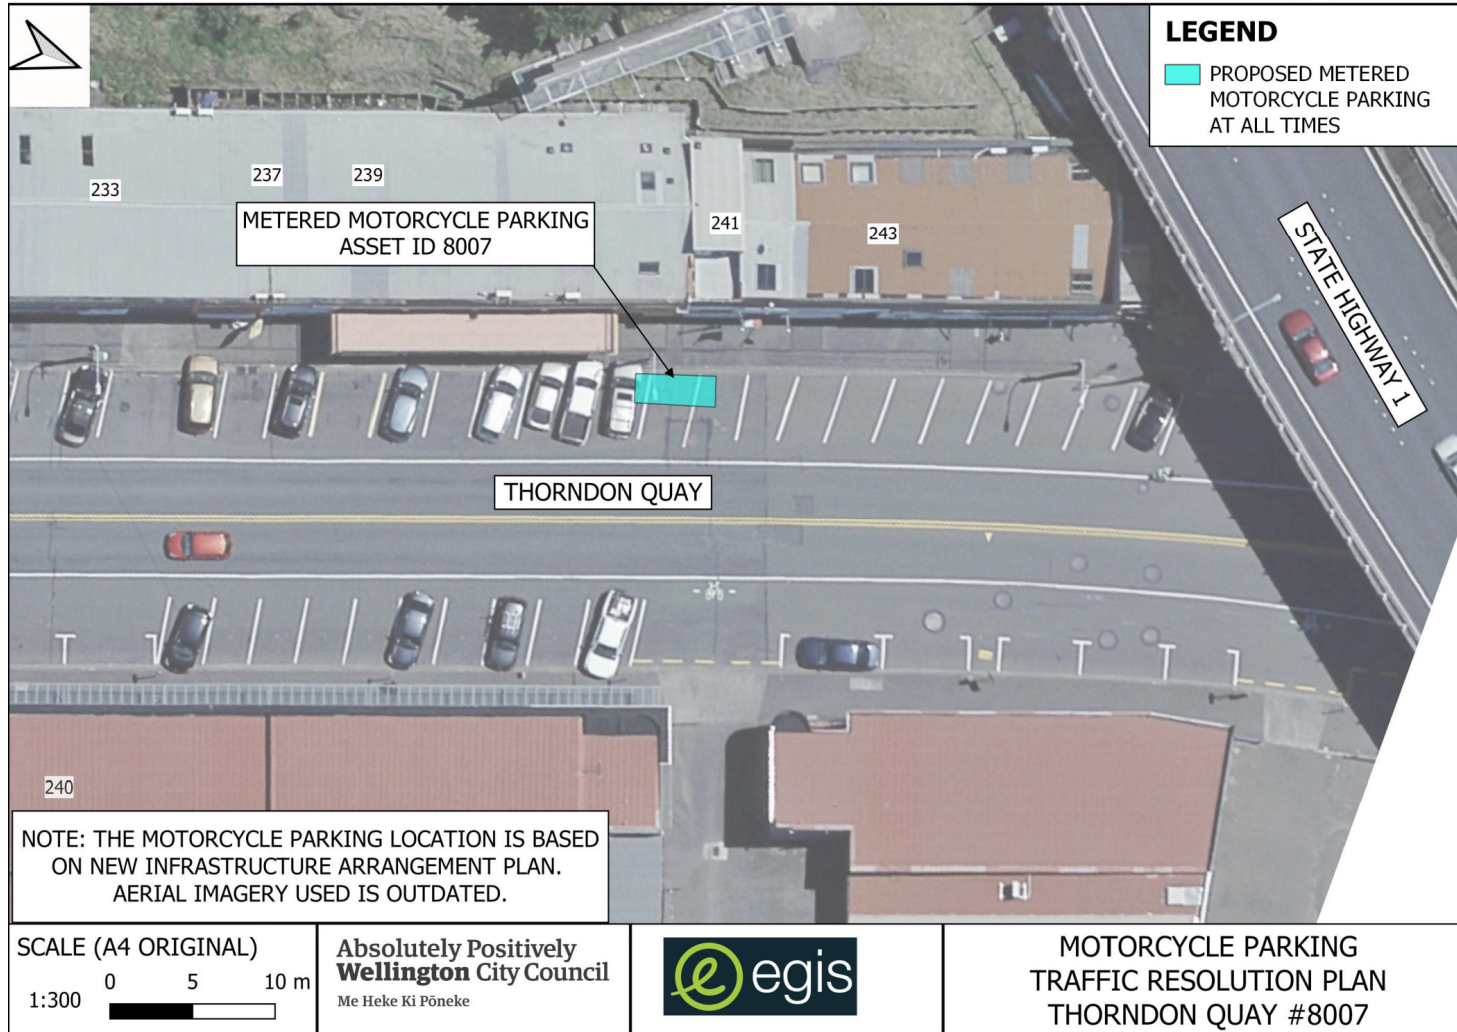 LEGEND
PROPOSED METERED
MOTORCYCLE PARKING
AT ALL TIMES
233
237
239
METERED MOTORCYCLE PARKING
ASSET ID 8007
241
243
STATE HIGHWAY 1
THORNDON QUAY
240
NOTE: THE MOTORCYCLE PARKING LOCATION IS BASED
ON NEW INFRASTRUCTURE ARRANGEMENT PLAN.
AERIAL IMAGERY USED IS OUTDATED.
SCALE (A4 ORIGINAL)
0 5 10 m
1:300
Absolutely Positively
Wellington City Council
Me Heke Ki Pōneke
e egis
MOTORCYCLE PARKING
TRAFFIC RESOLUTION PLAN
THORNDON QUAY #8007